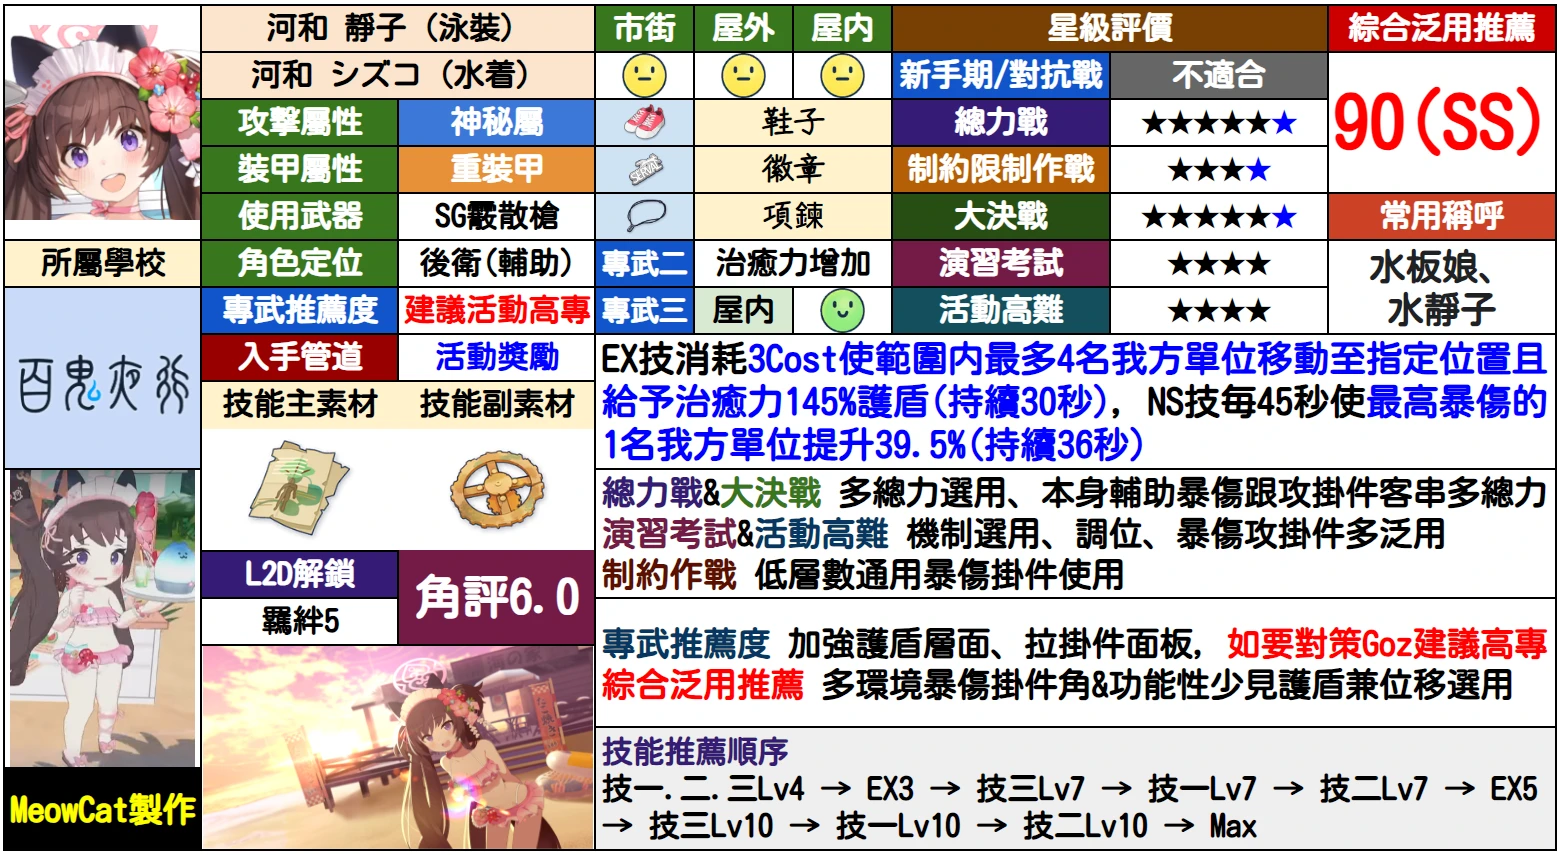 河和 靜子（泳裝）
河和 シズコ（水着）
市街 屋外 屋内
星級評價
綜合泛用推薦
新手期/對抗戰 不適合
90(SS)
攻擊屬性 神秘屬
鞋子
總力戰 ★★★★★★
裝甲屬性 重裝甲
徽章
制約限制作戰 ★★★★
使用武器 SG霰散槍
項鍊
大決戰 ★★★★★★
常用稱呼
所屬學校
角色定位 後衛(輔助)
專武二 治癒力增加
演習考試 ★★★★
水板娘、
水靜子
專武推薦度 建議活動高專
專武三 屋内
活動高難 ★★★★
百鬼夜行
入手管道 活動獎勵
技能主素材 技能副素材
EX技消耗3Cost使範圍内最多4名我方單位移動至指定位置且
給予治癒力145%護盾(持續30秒), NS技每45秒使最高暴傷的
1名我方單位提升39.5%(持續36秒)
總力戰&大決戰 多總力選用、本身輔助暴傷跟攻掛件客串多總力
演習考試&活動高難 機制選用、調位、暴傷攻掛件多泛用
制約作戰 低層數通用暴傷掛件使用
L2D解鎖
羈絆5
角評6.0
專武推薦度 加強護盾層面、拉掛件面板, 如要對策Goz建議高專
綜合泛用推薦 多環境暴傷掛件角&功能性少見護盾兼位移選用
技能推薦順序
技一.二.三Lv4 → EX3 → 技三Lv7 → 技一Lv7 → 技二Lv7 → EX5
→ 技三Lv10 → 技一Lv10 → 技二Lv10 → Max
MeowCat製作